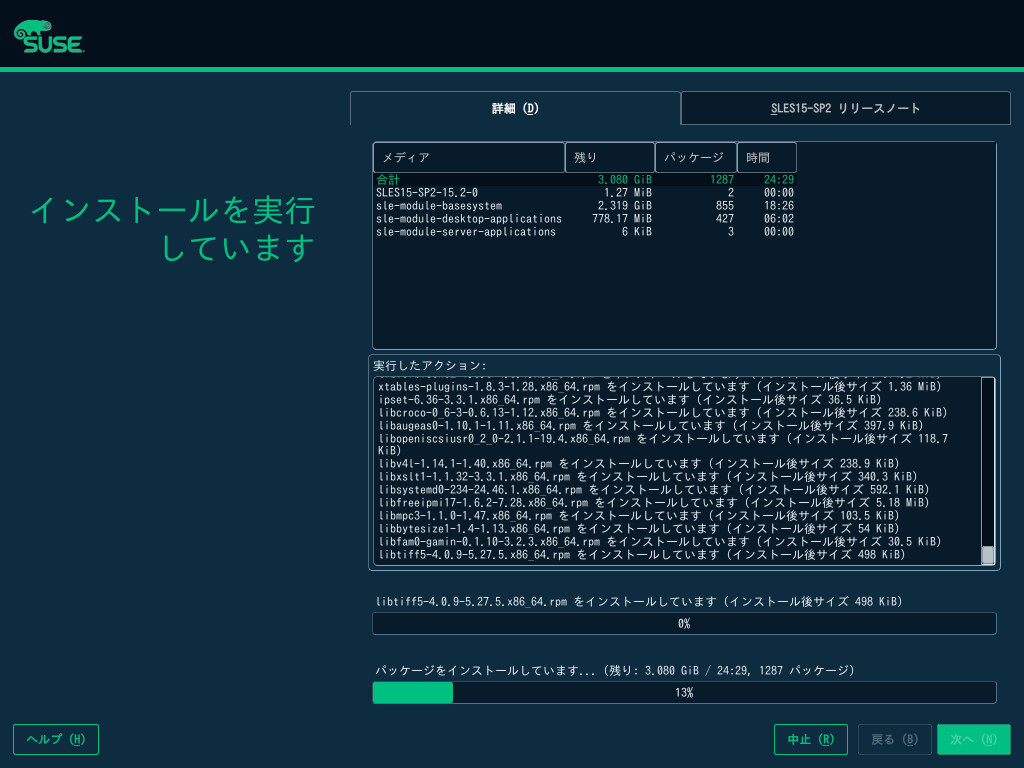 SUSE
詳細 (D)
SLES15-SP2 リリースノート
インストールを実行
しています
メディア 残り パッケージ 時間
合計 3.080 GiB 1287 24:29
SLES15-SP2-15.2-0 1.27 MiB 2 00:00
sle-module-basesystem 2.319 GiB 855 18:26
sle-module-desktop-applications 778.17 MiB 427 06:02
sle-module-server-applications 6 KiB 3 00:00
実行したアクション:
xtables-plugins-1.8.3-1.28.x86_64.rpm をインストールしています (インストール後サイズ 1.36 MiB)
ipset-6.36-3.3.1.x86_64.rpm をインストールしています (インストール後サイズ 36.5 KiB)
libcroco-0_6-3-0.6.13-1.12.x86_64.rpm をインストールしています (インストール後サイズ 238.6 KiB)
libaugeas0-1.10.1-1.11.x86_64.rpm をインストールしています (インストール後サイズ 397.9 KiB)
libopeniscsiusr0_2_0-2.1.1-19.4.x86_64.rpm をインストールしています (インストール後サイズ 118.7
KiB)
libv4l-1.14.1-1.40.x86_64.rpm をインストールしています (インストール後サイズ 238.9 KiB)
libxslt1-1.1.32-3.3.1.x86_64.rpm をインストールしています (インストール後サイズ 340.3 KiB)
libsystemd0-234-24.46.1.x86_64.rpm をインストールしています (インストール後サイズ 592.1 KiB)
libfreeipmi17-1.6.2-7.28.x86_64.rpm をインストールしています (インストール後サイズ 5.18 MiB)
libmpc3-1.1.0-1.47.x86_64.rpm をインストールしています (インストール後サイズ 103.5 KiB)
libbytesize1-1.4-1.13.x86_64.rpm をインストールしています (インストール後サイズ 54 KiB)
libfam0-gamin-0.1.10-3.2.3.x86_64.rpm をインストールしています (インストール後サイズ 30.5 KiB)
libtiff5-4.0.9-5.27.5.x86_64.rpm をインストールしています (インストール後サイズ 498 KiB)
libtiff5-4.0.9-5.27.5.x86_64.rpm をインストールしています (インストール後サイズ 498 KiB)
0%
パッケージをインストールしています... (残り: 3.080 GiB / 24:29, 1287 パッケージ)
13%
ヘルプ (H)
中止 (R)
戻る (B)
次へ (N)